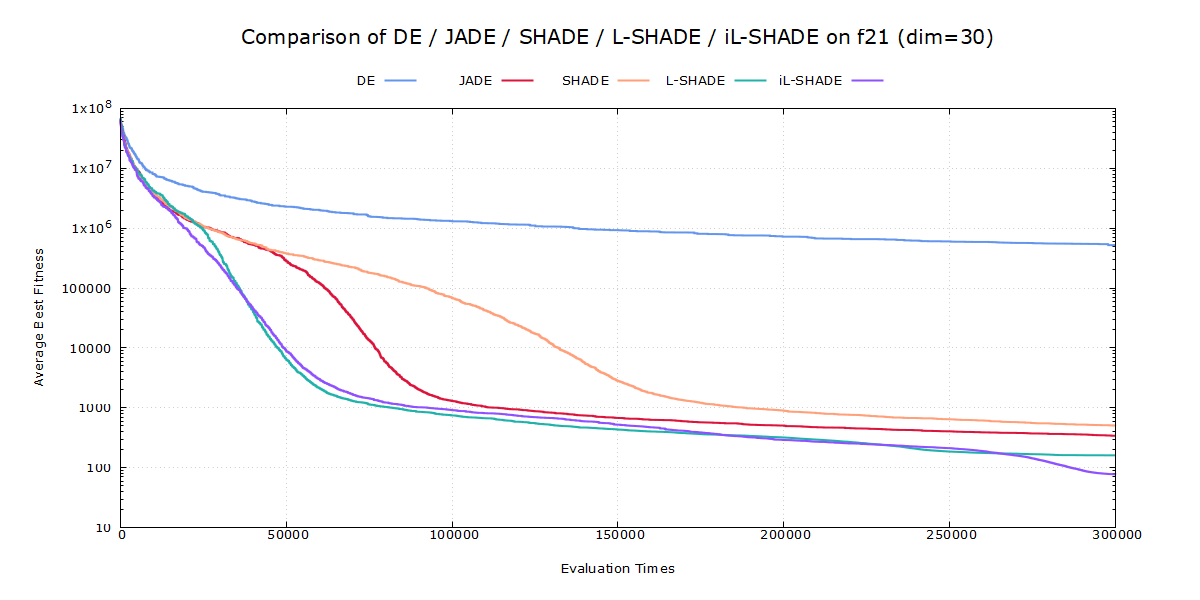 Comparison of DE / JADE / SHADE / L-SHADE / iL-SHADE on f21 (dim=30)
DE JADE SHADE L-SHADE iL-SHADE
1x10^8
1x10^7
1x10^6
100000
10000
1000
100
10
Average Best Fitness
0 50000 100000 150000 200000 250000 300000
Evaluation Times